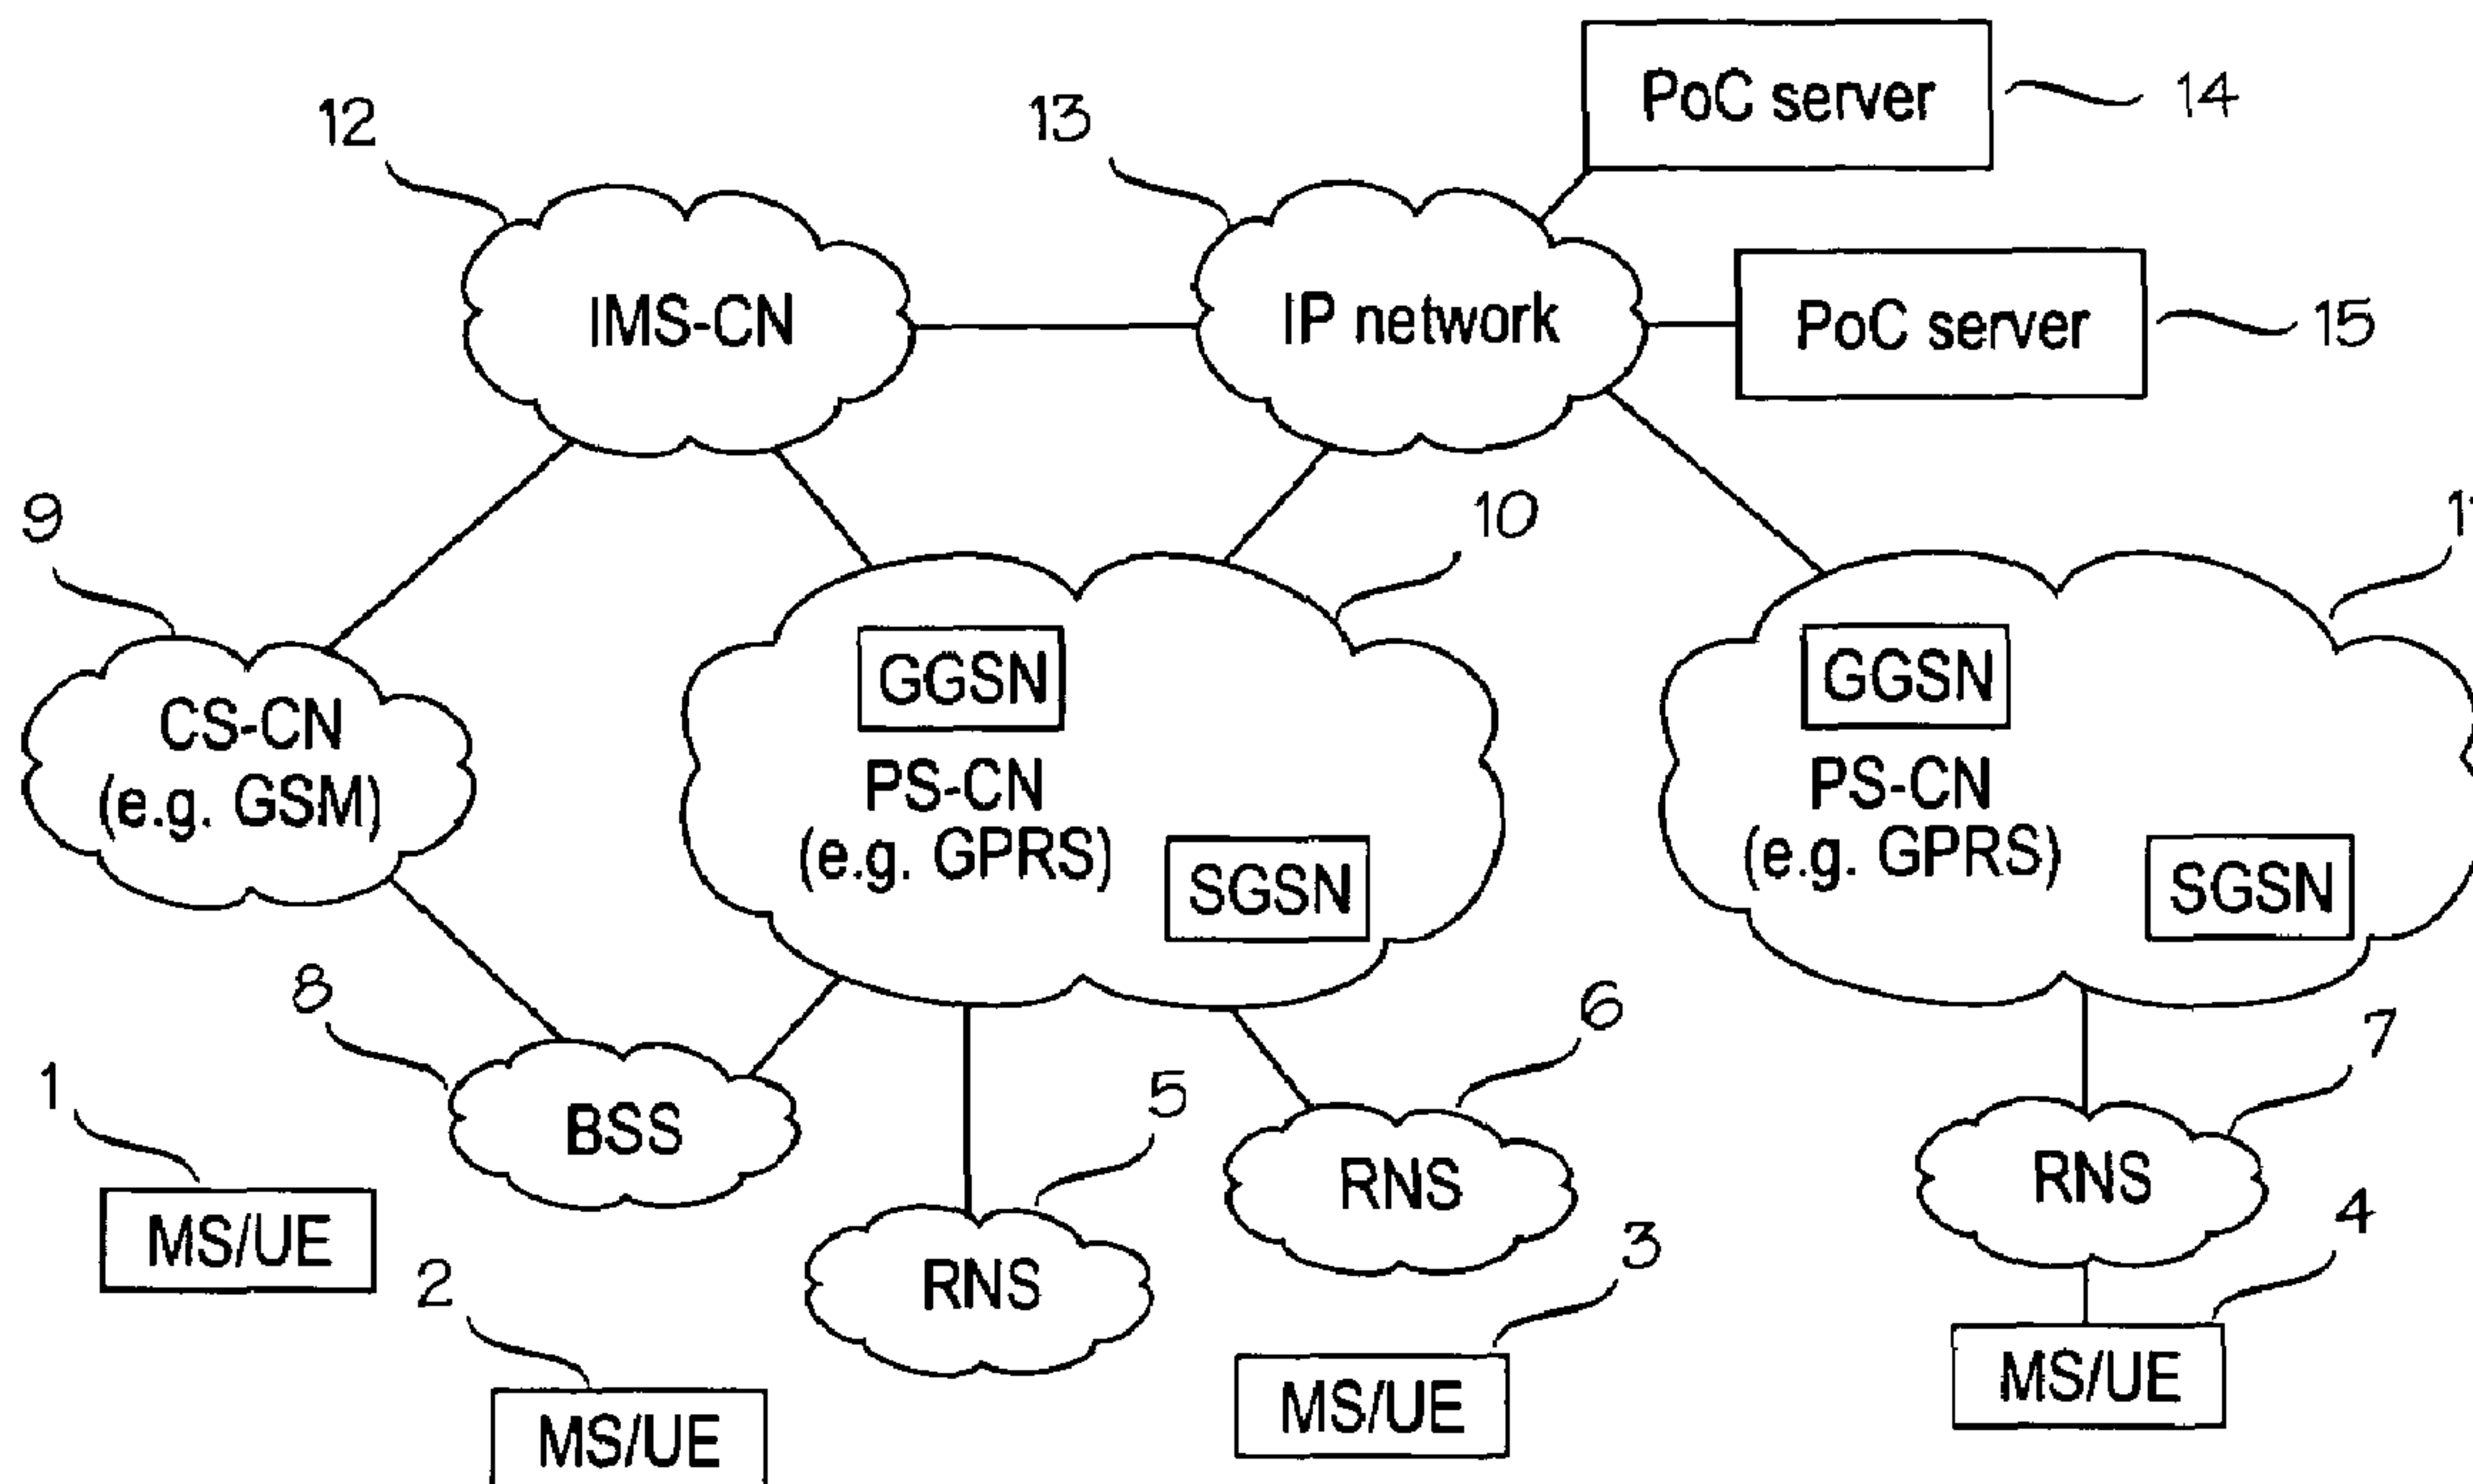 PoC server
14
12
13
IMS-CN
IP network
PoC server
15
9
10
GGSN
GGSN
CS-CN
(e.g. GSM)
PS-CN
(e.g. GPRS)
PS-CN
(e.g. GPRS)
SGSN
SGSN
8
6
7
1
5
BSS
RNS
RNS
MS/UE
2
RNS
3
4
MS/UE
MS/UE
MS/UE